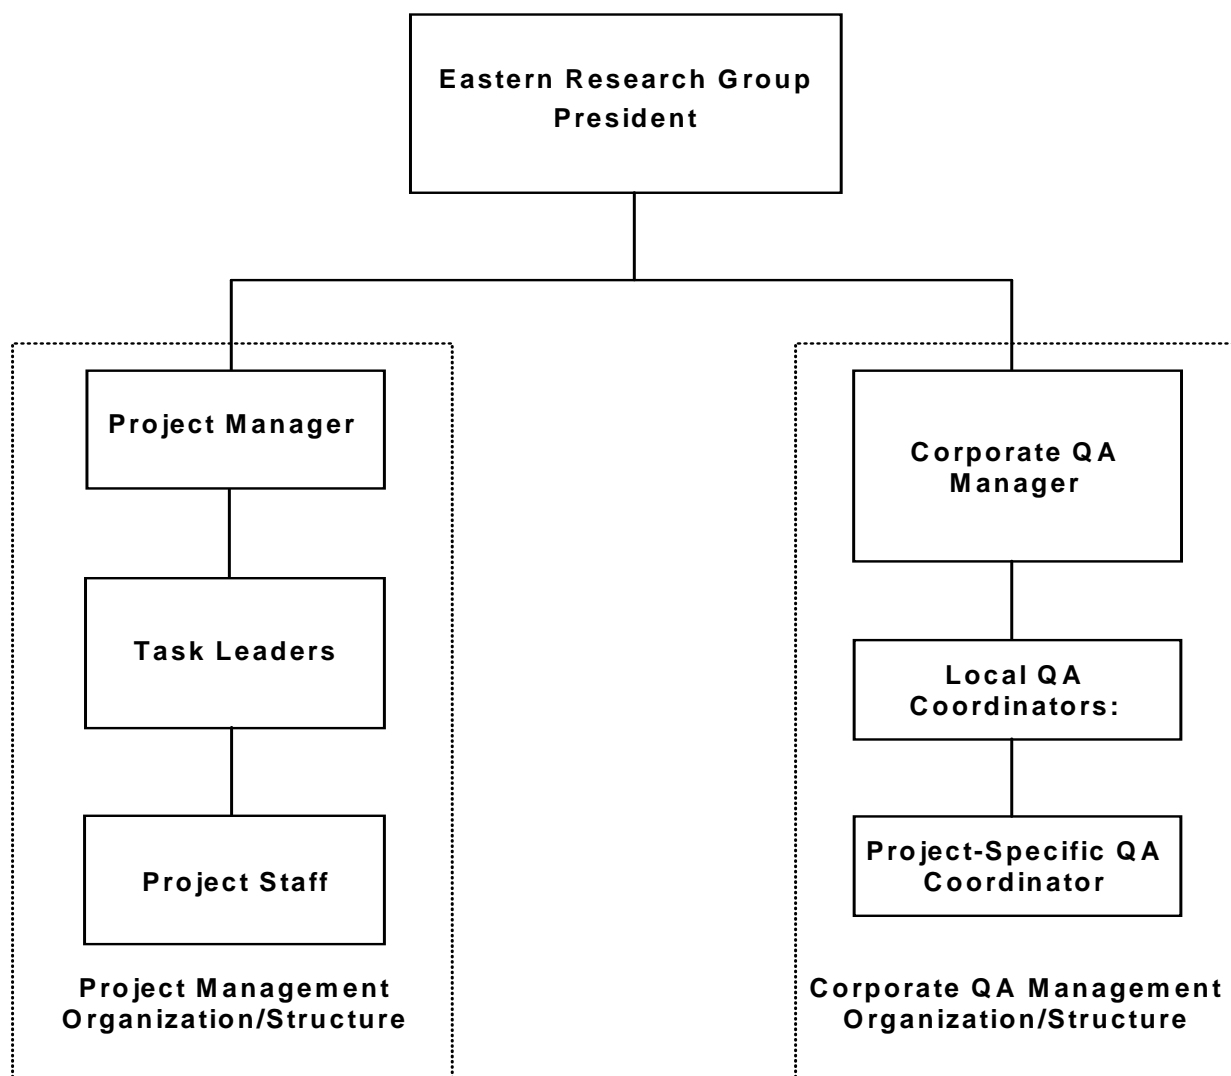 Eastern Research Group
President
Project Manager
Task Leaders
Project Staff
Project Management
Organization/Structure
Corporate QA
Manager
Local QA
Coordinators:
Project-Specific QA
Coordinator
Corporate QA Management
Organization/Structure